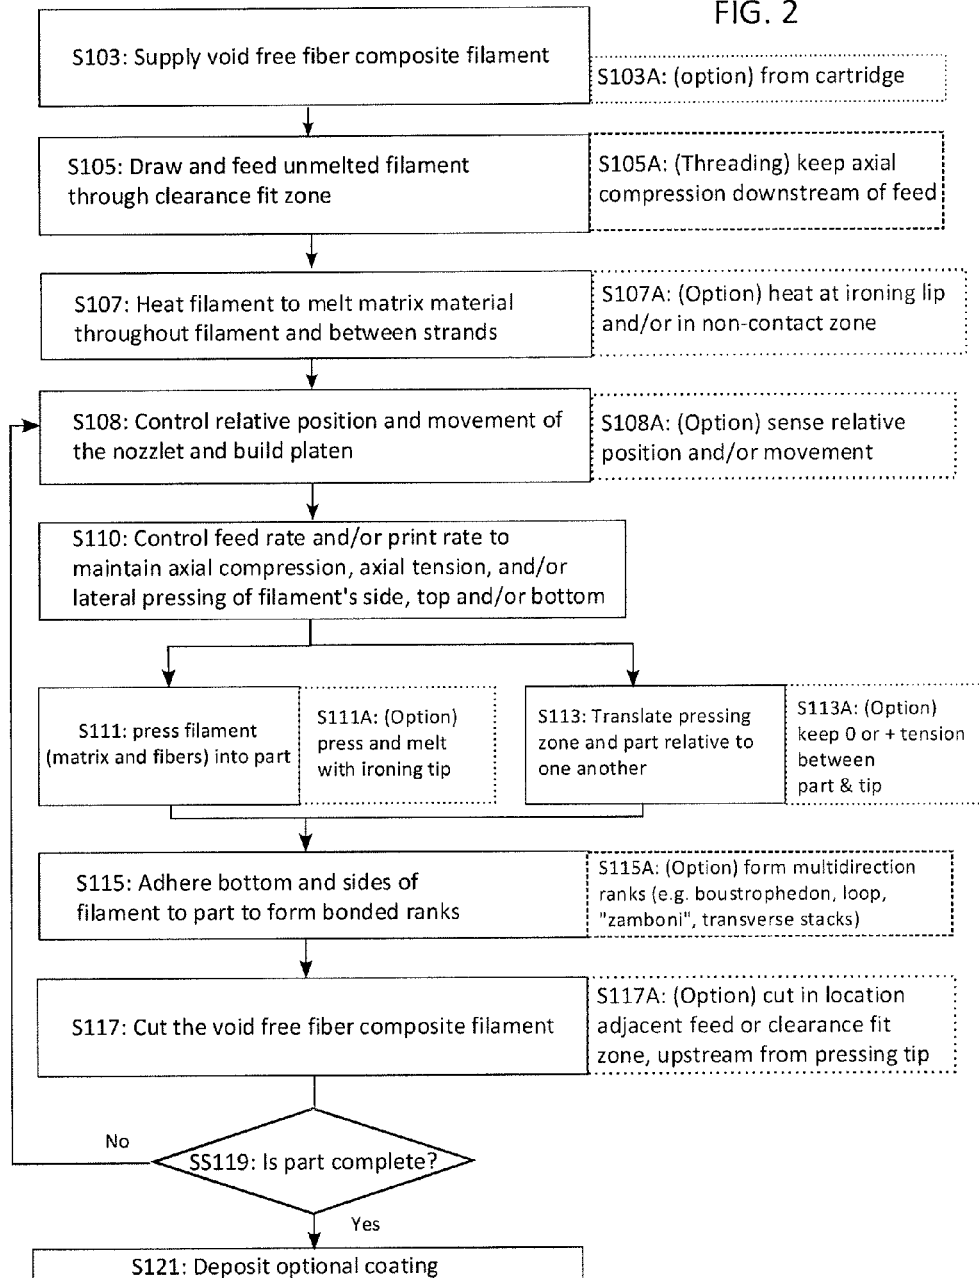 FIG. 2
S103: Supply void free fiber composite filament
S103A: (option) from cartridge
S105: Draw and feed unmelted filament
through clearance fit zone
S105A: (Threading) keep axial
compression downstream of feed
S107: Heat filament to melt matrix material
throughout filament and between strands
S107A: (Option) heat at ironing lip
and/or in non-contact zone
S108: Control relative position and movement of
the nozzlet and build platen
S108A: (Option) sense relative
position and/or movement
S110: Control feed rate and/or print rate to
maintain axial compression, axial tension, and/or
lateral pressing of filament's side, top and/or bottom
S111: press filament
(matrix and fibers) into part
S111A: (Option)
press and melt
with ironing tip
S113: Translate pressing
zone and part relative to
one another
S113A: (Option)
keep 0 or + tension
between
part & tip
S115: Adhere bottom and sides of
filament to part to form bonded ranks
S115A: (Option) form multidirection
ranks (e.g. boustrophedon, loop,
"zamboni", transverse stacks)
S117: Cut the void free fiber composite filament
S117A: (Option) cut in location
adjacent feed or clearance fit
zone, upstream from pressing tip
No
SS119: Is part complete?
Yes
S121: Deposit optional coating